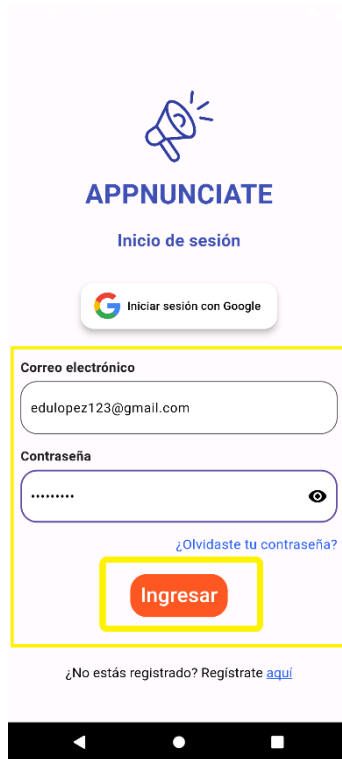 APPNUNCIATE
Inicio de sesión
Iniciar sesión con Google
Correo electrónico
edulopez123@gmail.com
Contraseña
•••••••••
¿Olvidaste tu contraseña?
Ingresar
¿No estás registrado? Regístrate aquí